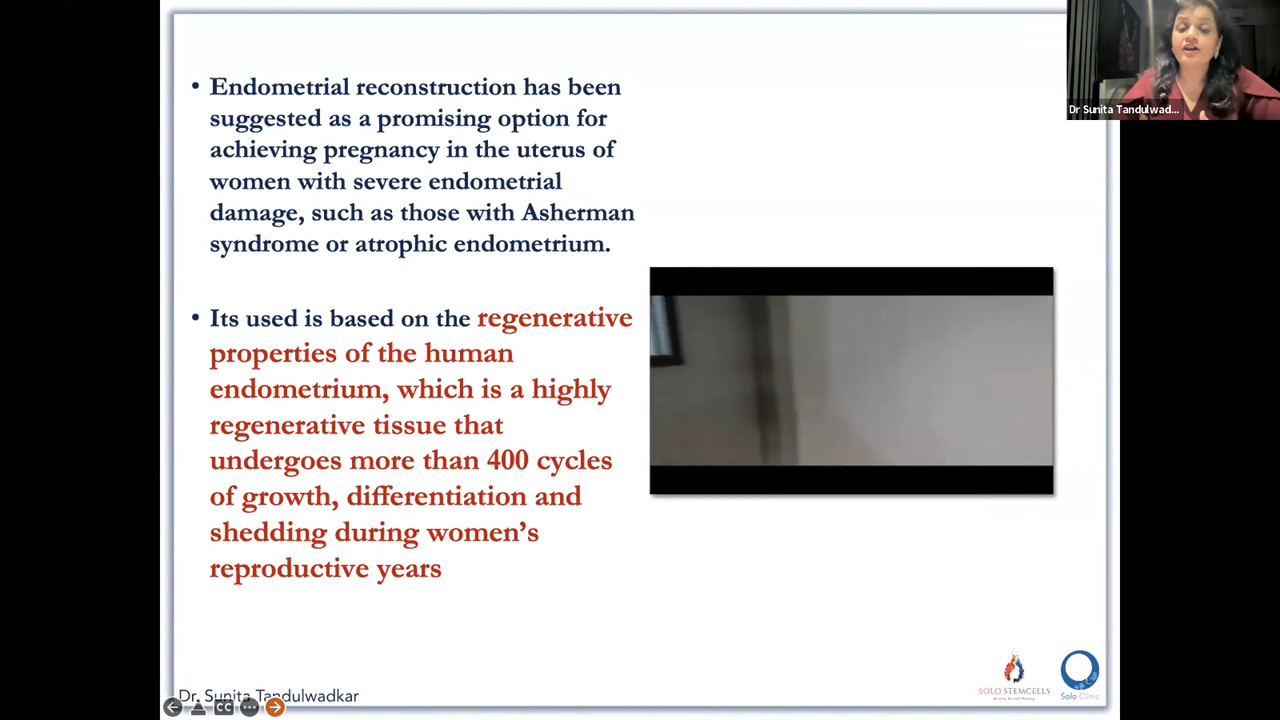 Dr Sunita Tandulwad...
• Endometrial reconstruction has been
suggested as a promising option for
achieving pregnancy in the uterus of
women with severe endometrial
damage, such as those with Asherman
syndrome or atrophic endometrium.
• Its used is based on the regenerative
properties of the human
endometrium, which is a highly
regenerative tissue that
undergoes more than 400 cycles
of growth, differentiation and
shedding during women's
reproductive years
SOLO STEMCELLS
Solo Clinic
Dr. Sunita Tandulwadkar
CC